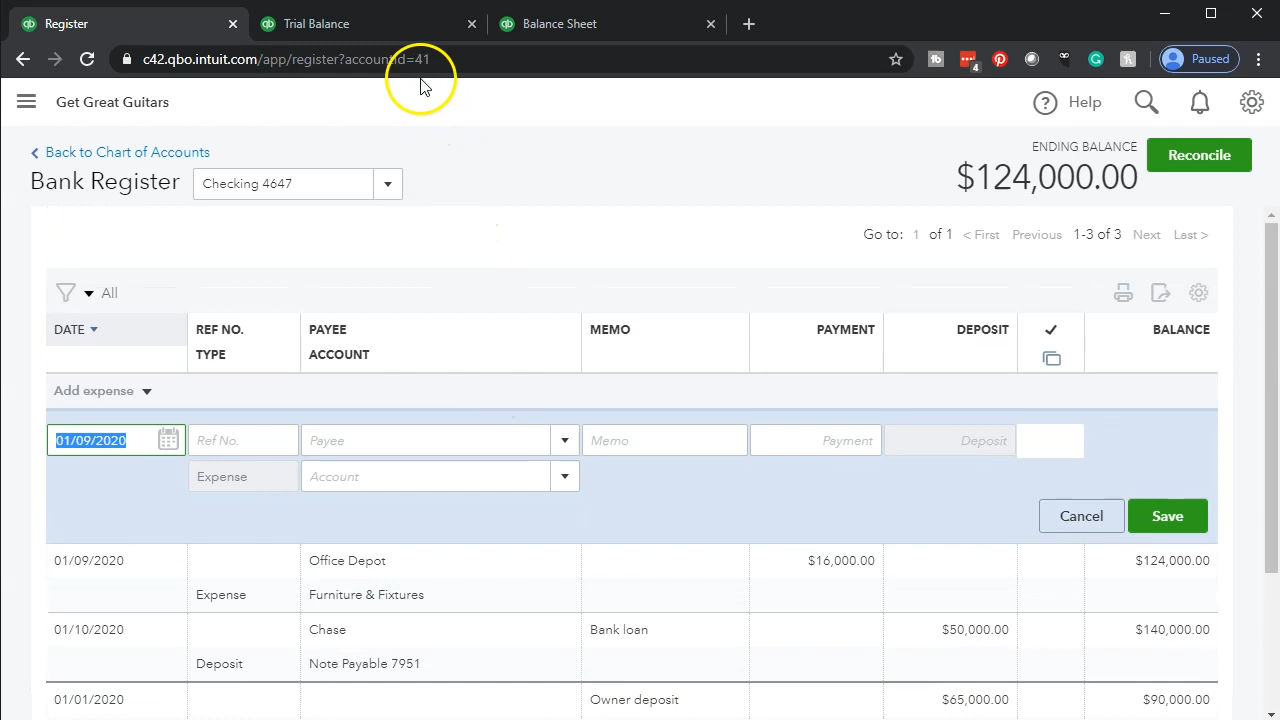 Register
Trial Balance
Balance Sheet
c42.qbo.intuit.com/app/register?accountId=41
4
Paused
Get Great Guitars
Help
Back to Chart of Accounts
ENDING BALANCE
$124,000.00
Reconcile
Bank Register
Checking 4647
Go to: 1 of 1 < First Previous 1-3 of 3 Next Last >
All
DATE REF NO. PAYEE MEMO PAYMENT DEPOSIT ✓ BALANCE
TYPE ACCOUNT
Add expense
01/09/2020 Ref No. Payee Memo Payment Deposit
Expense Account
Cancel Save
01/09/2020 Office Depot $16,000.00 $124,000.00
Expense Furniture & Fixtures
01/10/2020 Chase Bank loan $50,000.00 $140,000.00
Deposit Note Payable 7951
01/01/2020 Owner deposit $65,000.00 $90,000.00